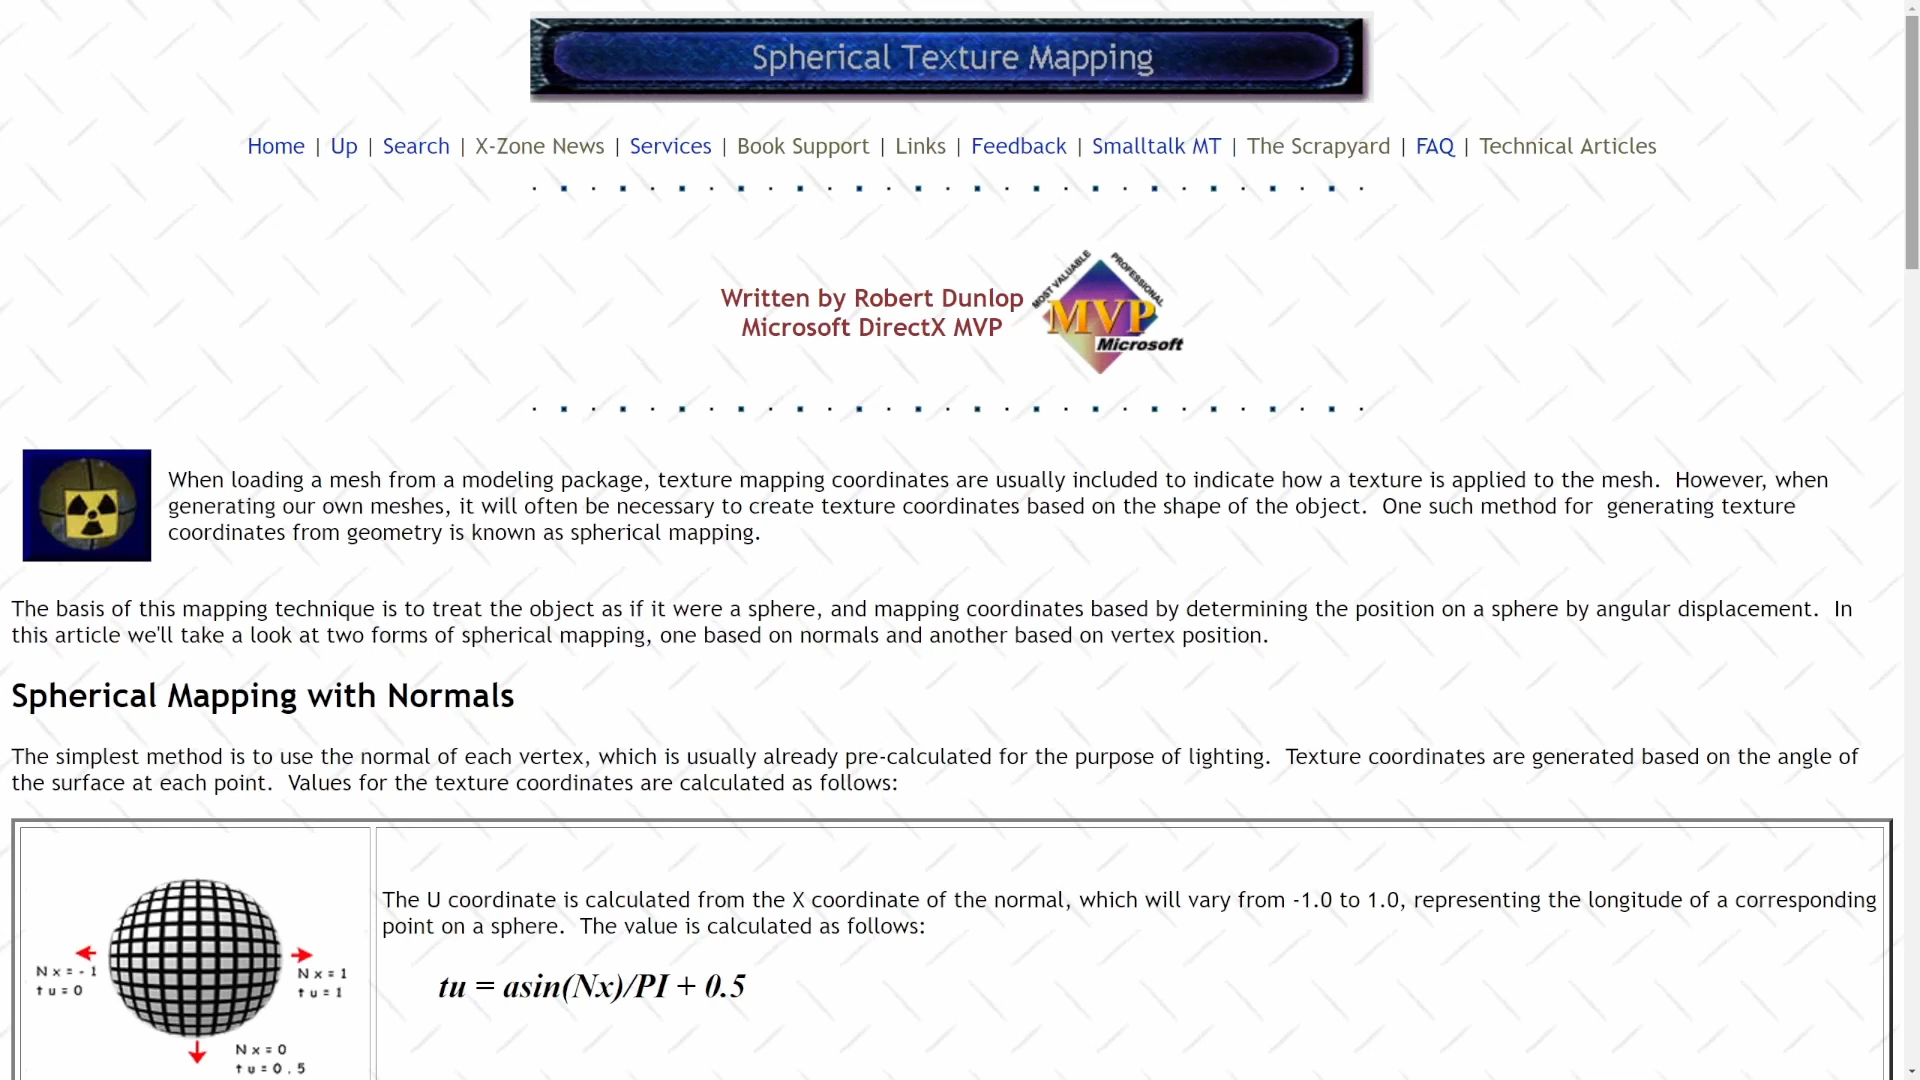 Spherical Texture Mapping
Home | Up | Search | X-Zone News | Services | Book Support | Links | Feedback | Smalltalk MT | The Scrapyard | FAQ | Technical Articles
Written by Robert Dunlop
Microsoft DirectX MVP
MOST VALUABLE PROFESSIONAL
MVP
Microsoft
When loading a mesh from a modeling package, texture mapping coordinates are usually included to indicate how a texture is applied to the mesh.  However, when
generating our own meshes, it will often be necessary to create texture coordinates based on the shape of the object.  One such method for  generating texture
coordinates from geometry is known as spherical mapping.
The basis of this mapping technique is to treat the object as if it were a sphere, and mapping coordinates based by determining the position on a sphere by angular displacement.  In
this article we'll take a look at two forms of spherical mapping, one based on normals and another based on vertex position.
Spherical Mapping with Normals
The simplest method is to use the normal of each vertex, which is usually already pre-calculated for the purpose of lighting.  Texture coordinates are generated based on the angle of
the surface at each point.  Values for the texture coordinates are calculated as follows:
Nx=-1
tu=0
Nx=1
tu=1
Nx=0
tu=0.5
The U coordinate is calculated from the X coordinate of the normal, which will vary from -1.0 to 1.0, representing the longitude of a corresponding
point on a sphere.  The value is calculated as follows:
tu = asin(Nx)/PI + 0.5